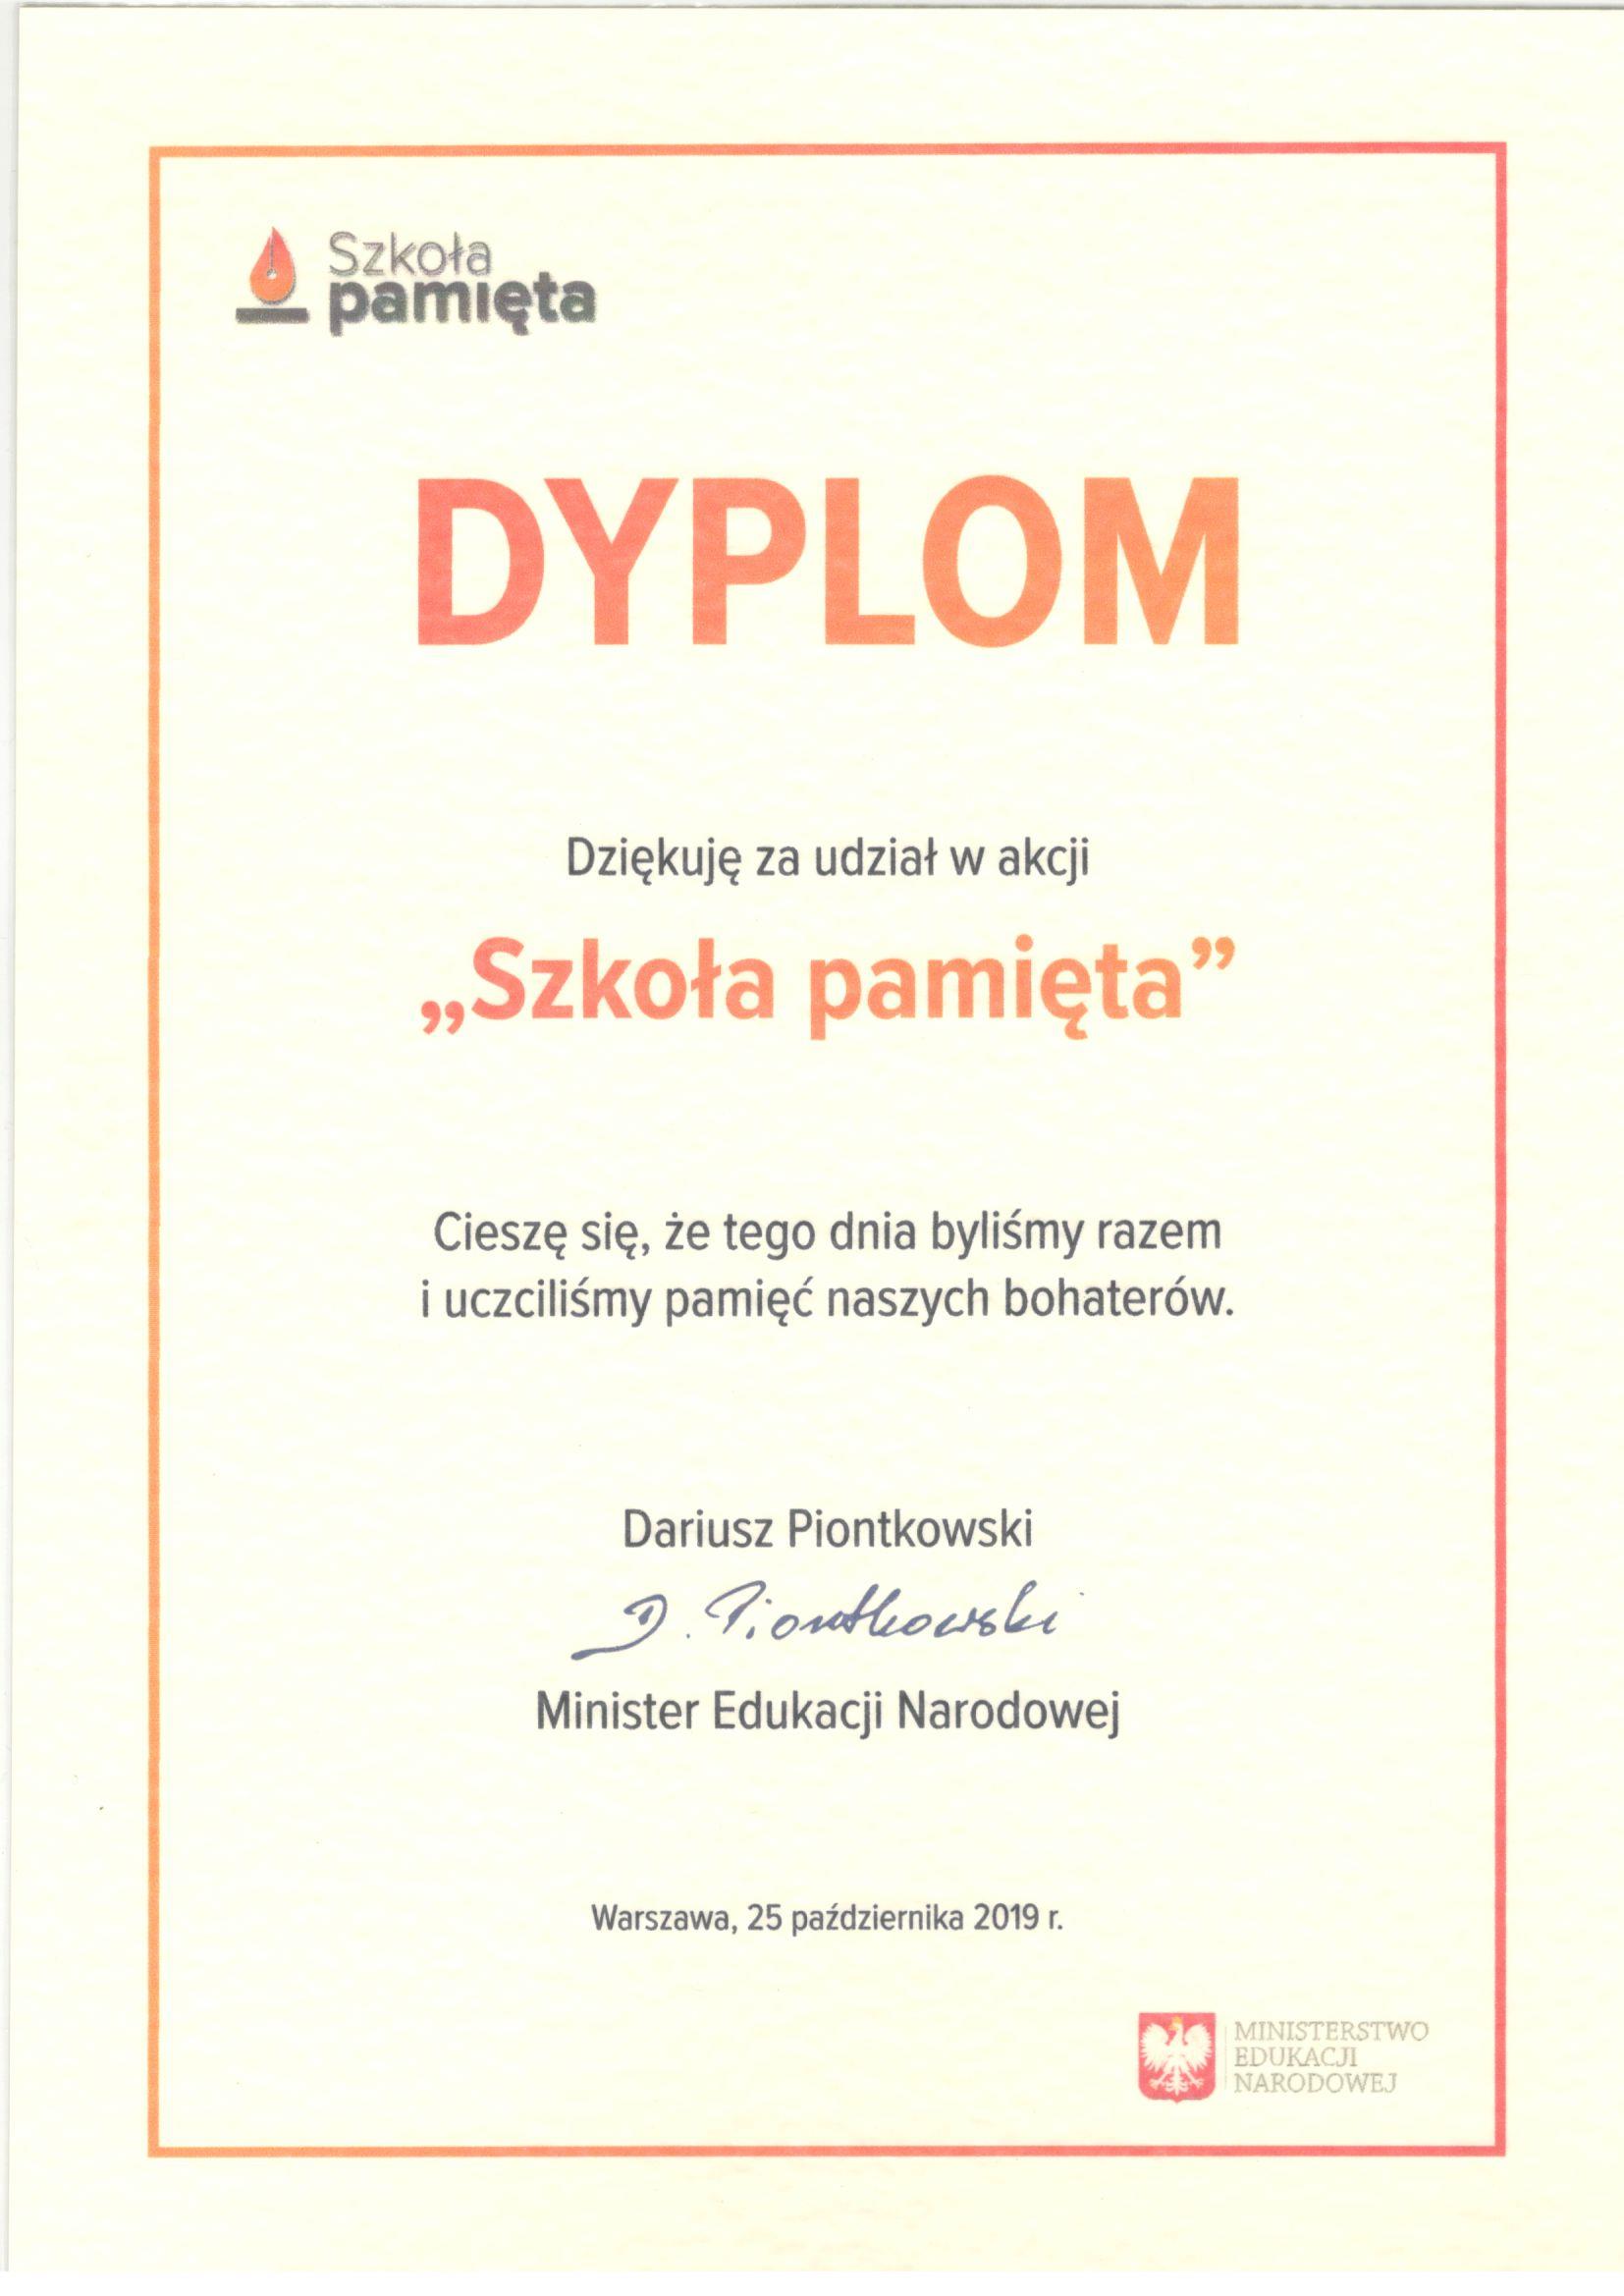 Szkoła
pamięta
DYPLOM
Dziękuję za udział w akcji
„Szkoła pamięta”
Cieszę się, że tego dnia byliśmy razem
i uczciliśmy pamięć naszych bohaterów.
Dariusz Piontkowski
D. Piontkowski
Minister Edukacji Narodowej
Warszawa, 25 października 2019 r.
MINISTERSTWO
EDUKACJI
NARODOWEJ